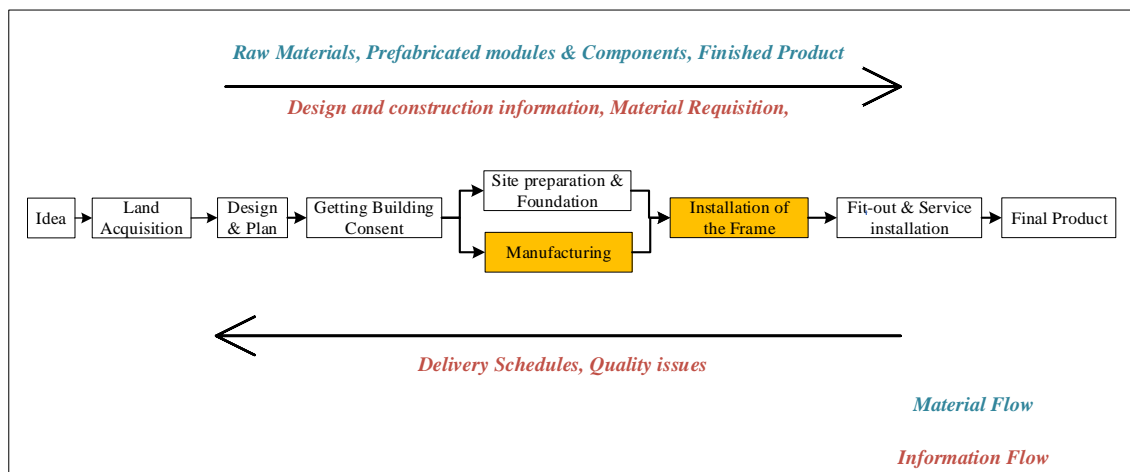 Raw Materials, Prefabricated modules & Components, Finished Product
Design and construction information, Material Requisition,
Idea
Land
Acquisition
Design
& Plan
Getting Building
Consent
Site preparation &
Foundation
Manufacturing
Installation of
the Frame
Fit-out & Service
installation
Final Product
Delivery Schedules, Quality issues
Material Flow
Information Flow